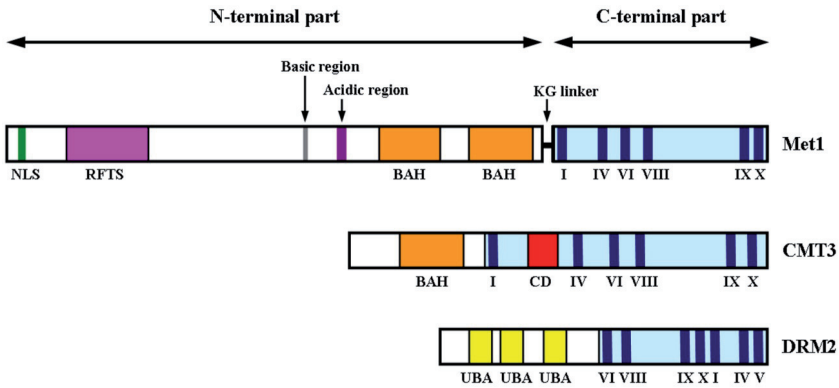 N-terminal part C-terminal part
Basic region
Acidic region KG linker
Met1
NLS RFTS BAH BAH I IV VI VIII IX X
CMT3
BAH I CD IV VI VIII IX X
DRM2
UBA UBA UBA VI VIII IX X I IV V